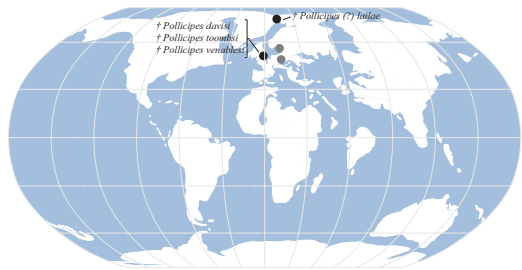 † Pollicipes (?) lailae
† Pollicipes davisi
† Pollicipes toombsi
† Pollicipes venablesi